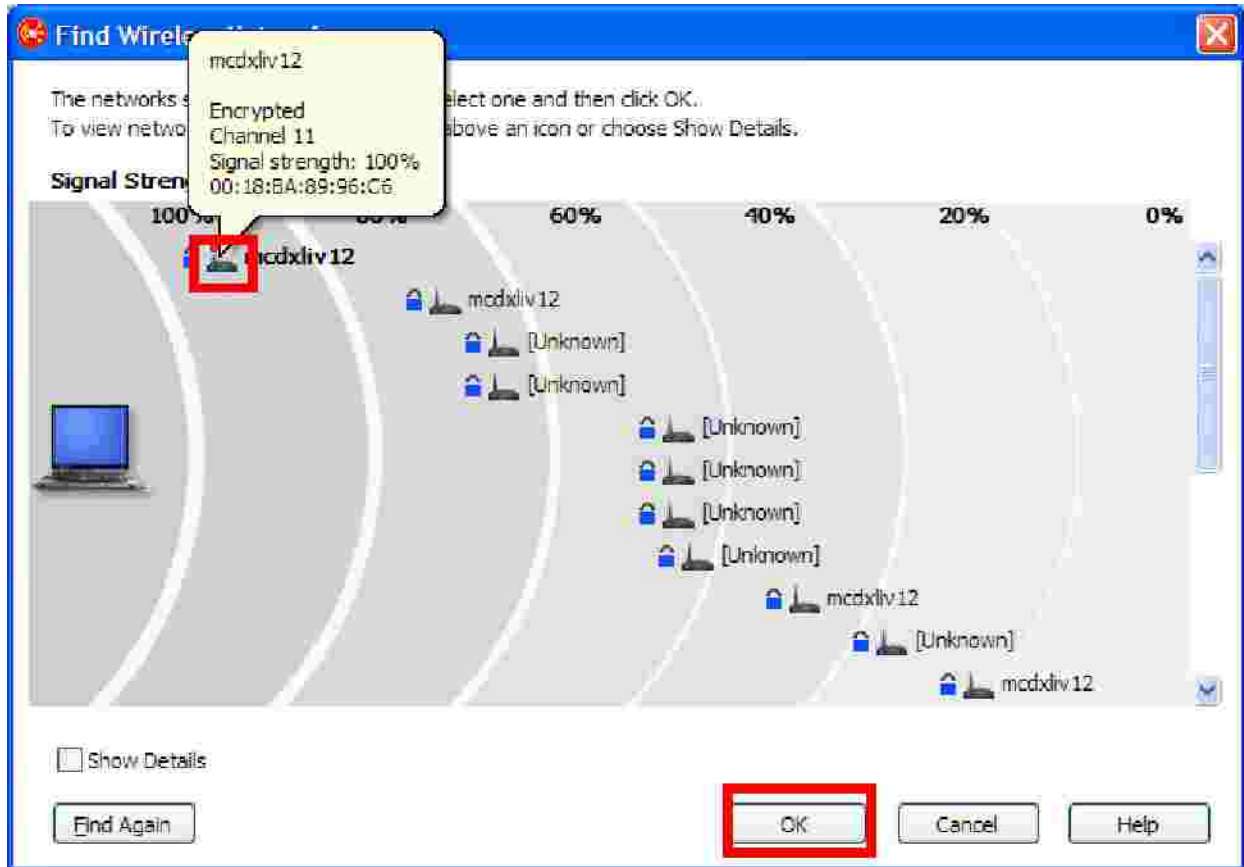 Find Wirele
mcdxliv12
Encrypted
Channel 11
Signal strength: 100%
00:18:BA:89:96:C6
The networks s elect one and then click OK.
To view netwo above an icon or choose Show Details.
Signal Streng
100% 60% 40% 20% 0%
mcdxliv12
mcdxliv12
[Unknown]
[Unknown]
[Unknown]
[Unknown]
[Unknown]
[Unknown]
mcdxliv12
[Unknown]
mcdxliv12
Show Details
Find Again OK Cancel Help